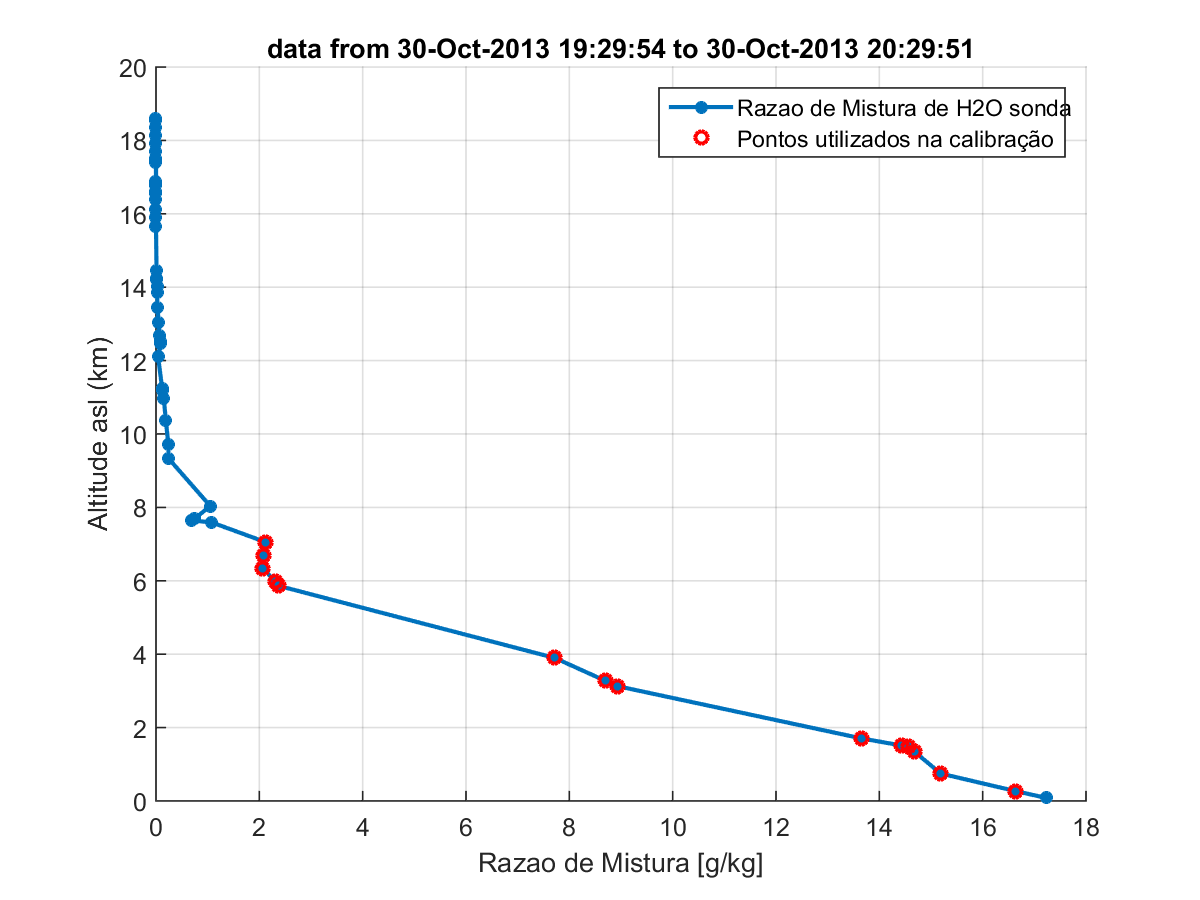 data from 30-Oct-2013 19:29:54 to 30-Oct-2013 20:29:51
Razao de Mistura de H2O sonda
Pontos utilizados na calibração
20
18
16
14
12
10
8
6
4
2
0
Altitude asl (km)
0 2 4 6 8 10 12 14 16 18
Razao de Mistura [g/kg]